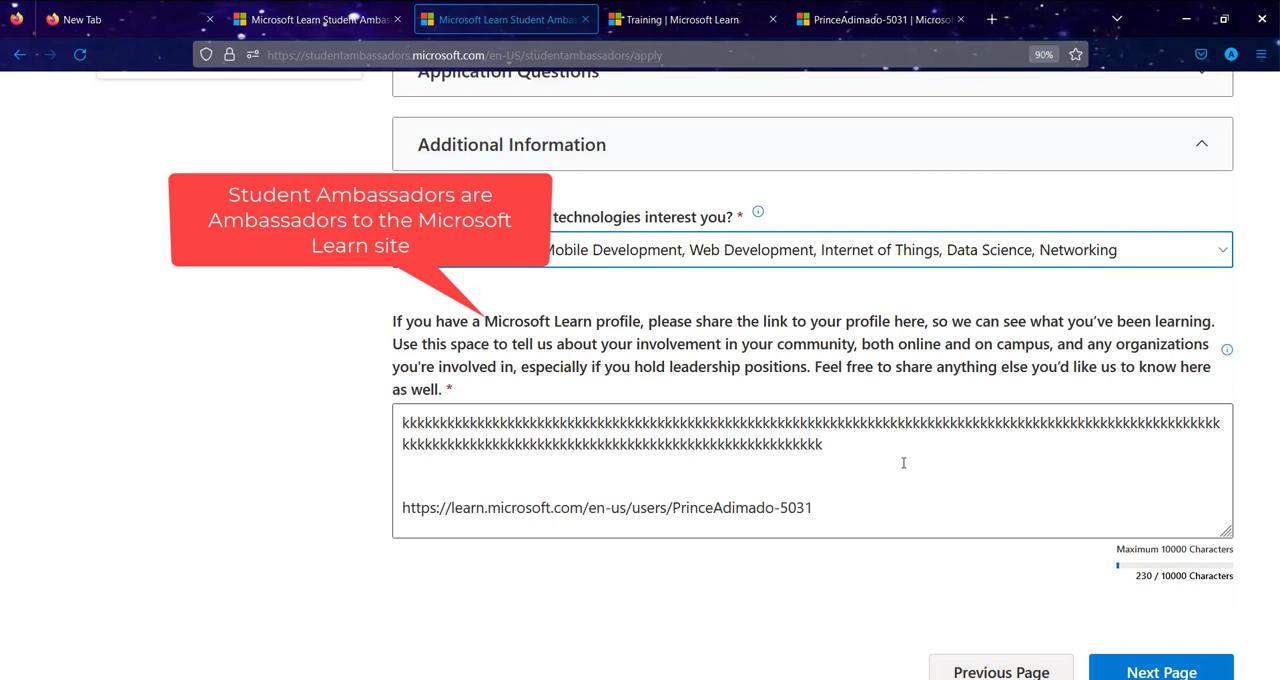 New Tab
Microsoft Learn Student Ambas
Microsoft Learn Student Ambas
Training | Microsoft Learn
PrinceAdimado-5031 | Microsof
https://studentambassadors.microsoft.com/en-US/studentambassadors/apply
90%
A
Application Questions
Additional Information
Student Ambassadors are
Ambassadors to the Microsoft
Learn site
technologies interest you? *
Mobile Development, Web Development, Internet of Things, Data Science, Networking
If you have a Microsoft Learn profile, please share the link to your profile here, so we can see what you've been learning.
Use this space to tell us about your involvement in your community, both online and on campus, and any organizations
you're involved in, especially if you hold leadership positions. Feel free to share anything else you'd like us to know here
as well. *
https://learn.microsoft.com/en-us/users/PrinceAdimado-5031
Maximum 10000 Characters
230 / 10000 Characters
Previous Page
Next Page